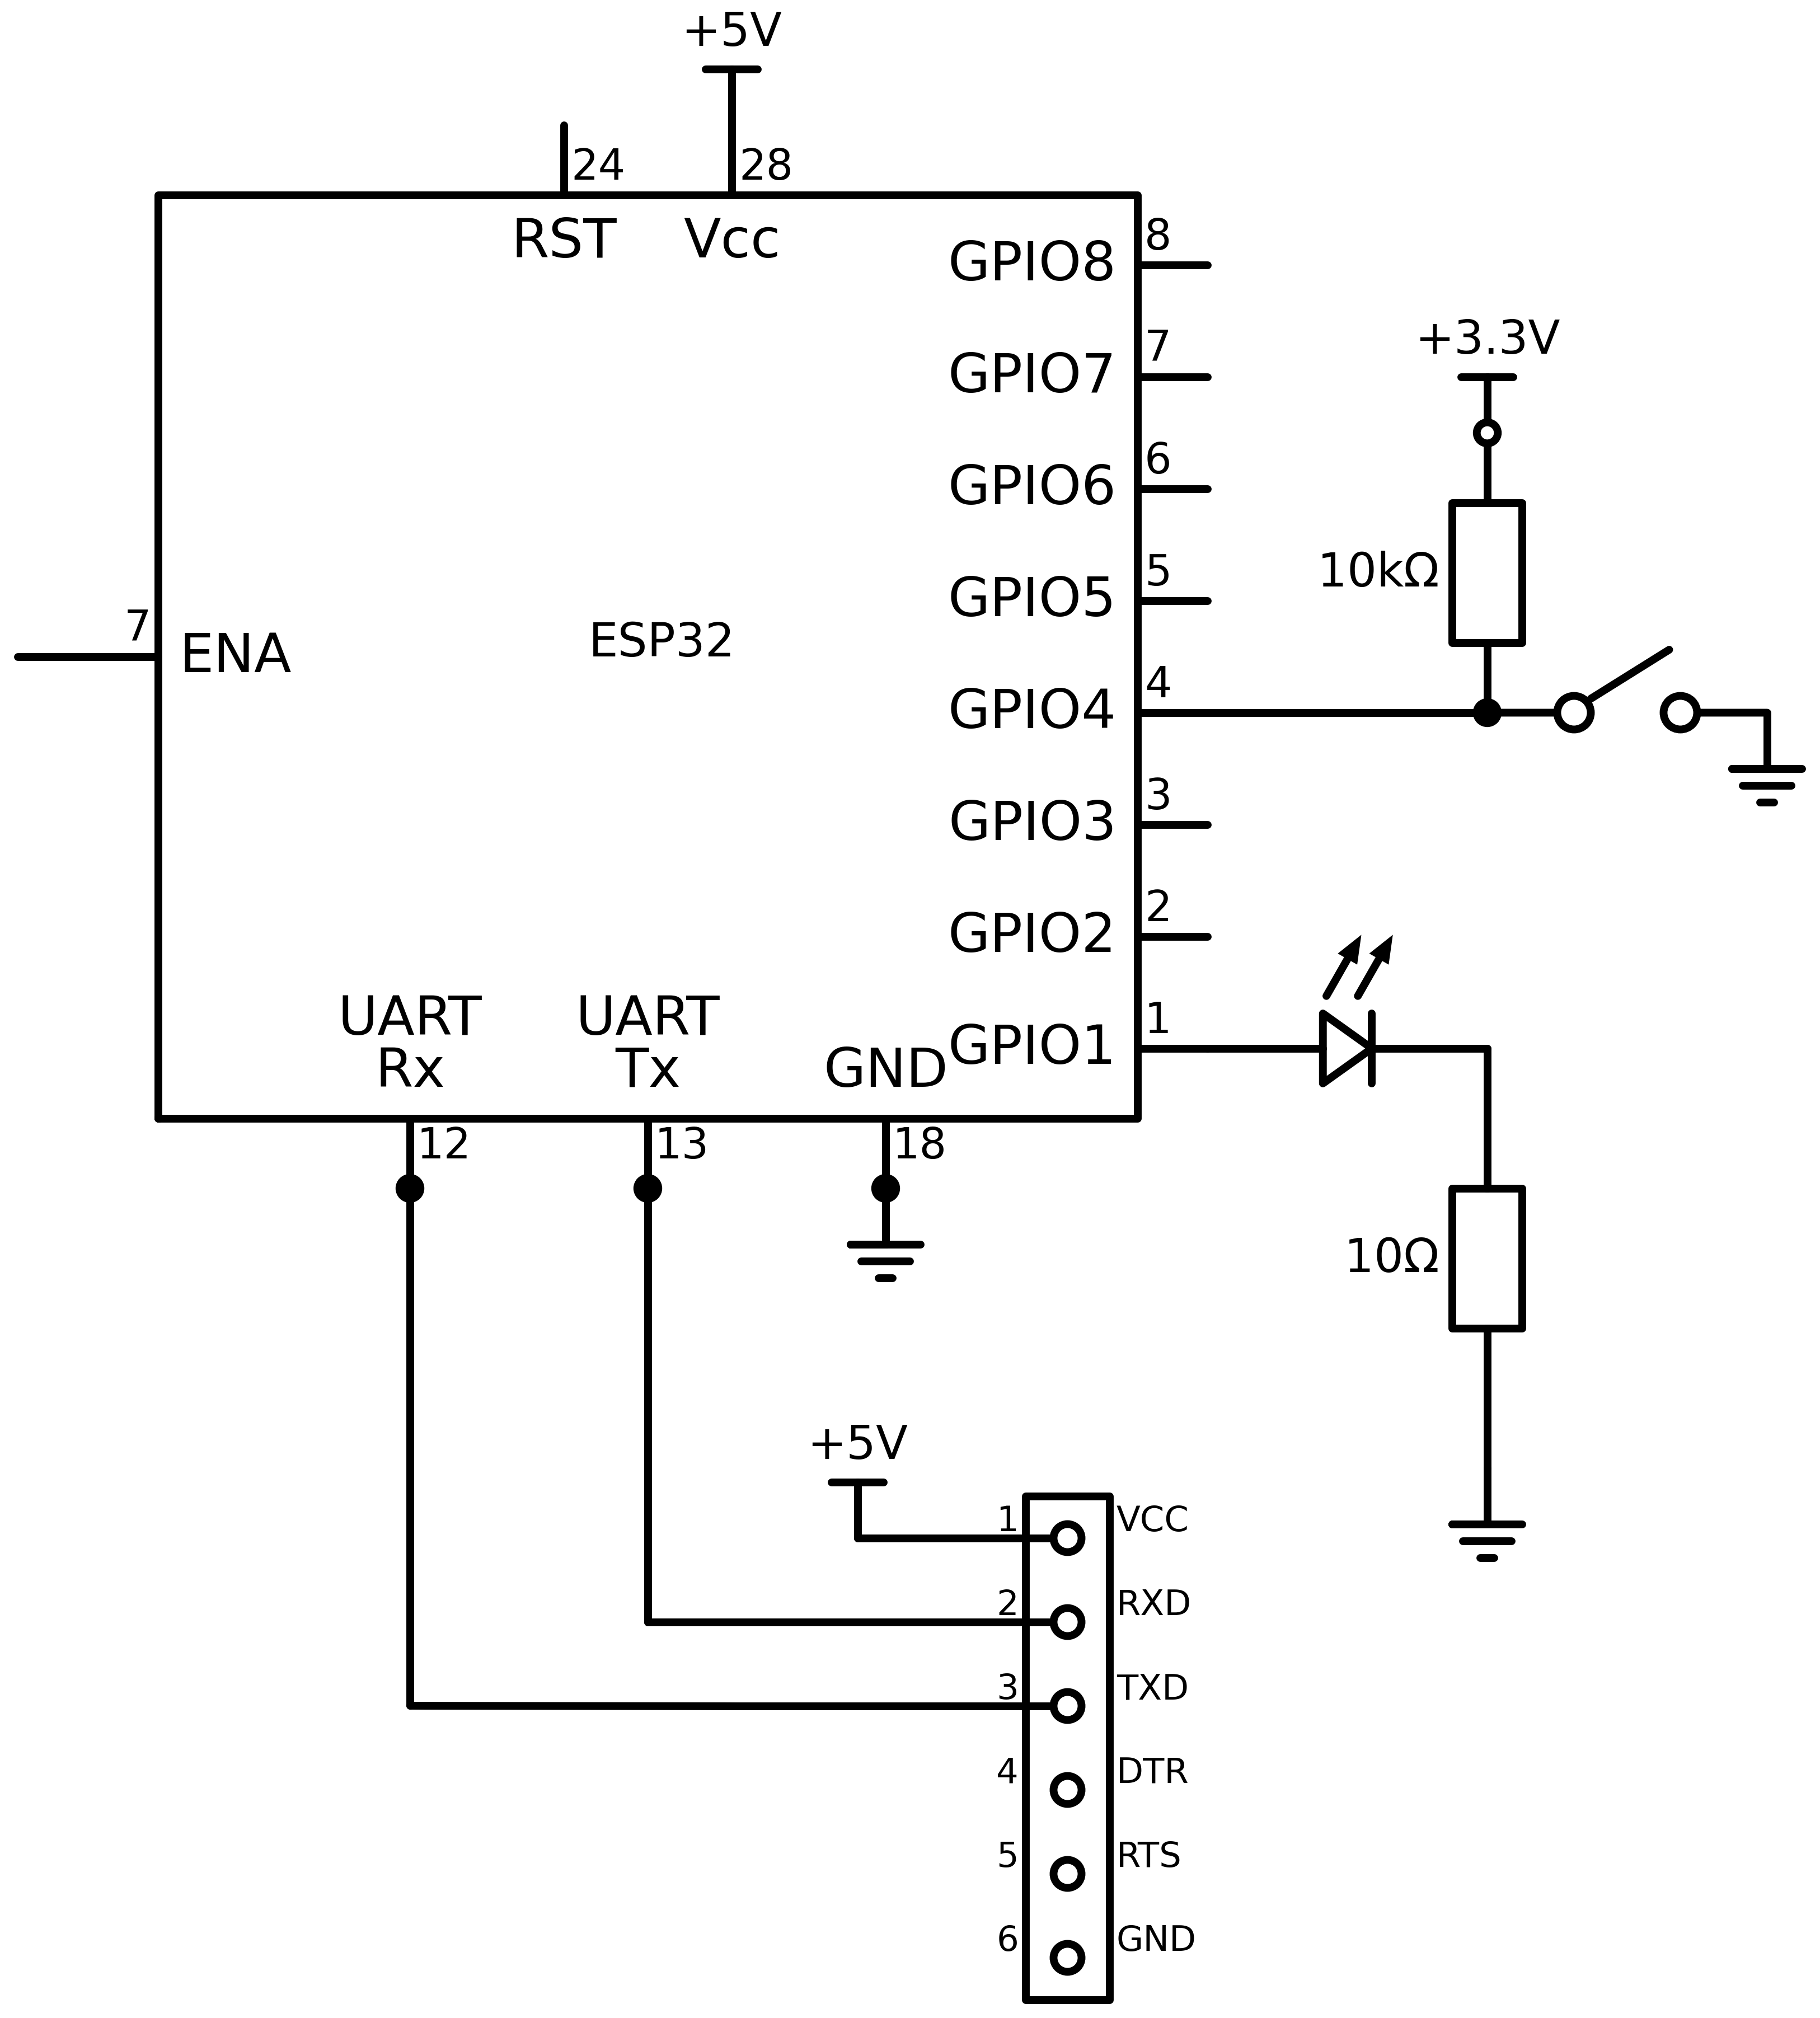 +5V
24
28
RST
Vcc
8
GPIO8
7
GPIO7
+3.3V
6
GPIO6
5
GPIO5
10kΩ
7
ENA
ESP32
4
GPIO4
3
GPIO3
2
GPIO2
UART
Rx
UART
Tx
GND
1
GPIO1
12
13
18
10Ω
+5V
1
VCC
2
RXD
3
TXD
4
DTR
5
RTS
6
GND